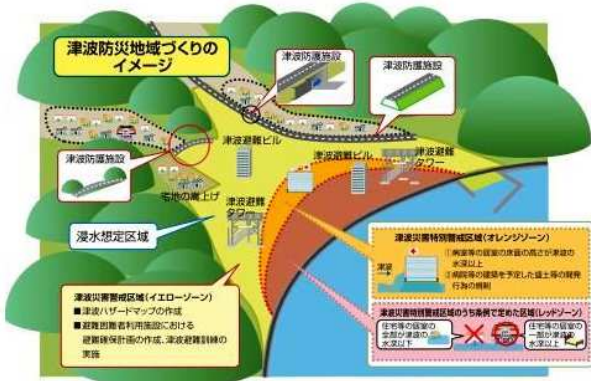 津波防災地域づくりの
イメージ
津波防護施設
津波防護施設
津波防護施設
津波避難ビル
津波避難ビル
津波避難
タワー
宅地の嵩上げ
津波避難
タワー
浸水想定区域
津波災害特別警戒区域(オレンジゾーン)
津波
①病室等の居室の床面の高さが津波の
水深以上
②病院等の建築を予定した盛土等の開発
行為の規制
津波災害警戒区域(イエローゾーン)
■津波ハザードマップの作成
■避難困難者利用施設における
避難確保計画の作成、津波避難訓練の
実施
津波災害特別警戒区域のうち条例で定めた区域(レッドゾーン)
住宅等の居室の
全部が津波の
水深以下
住宅等の居室の
一部が津波の
水深以上